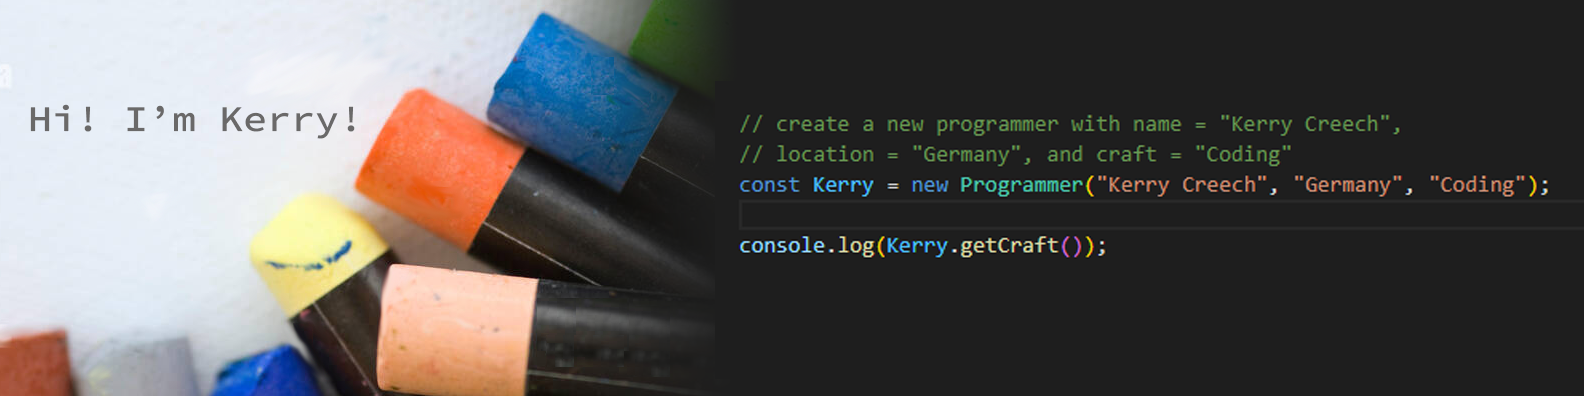 Hi! I’m Kerry!
// create a new programmer with name = "Kerry Creech",
// location = "Germany", and craft = "Coding"
const Kerry = new Programmer("Kerry Creech", "Germany", "Coding");
console.log(Kerry.getCraft());